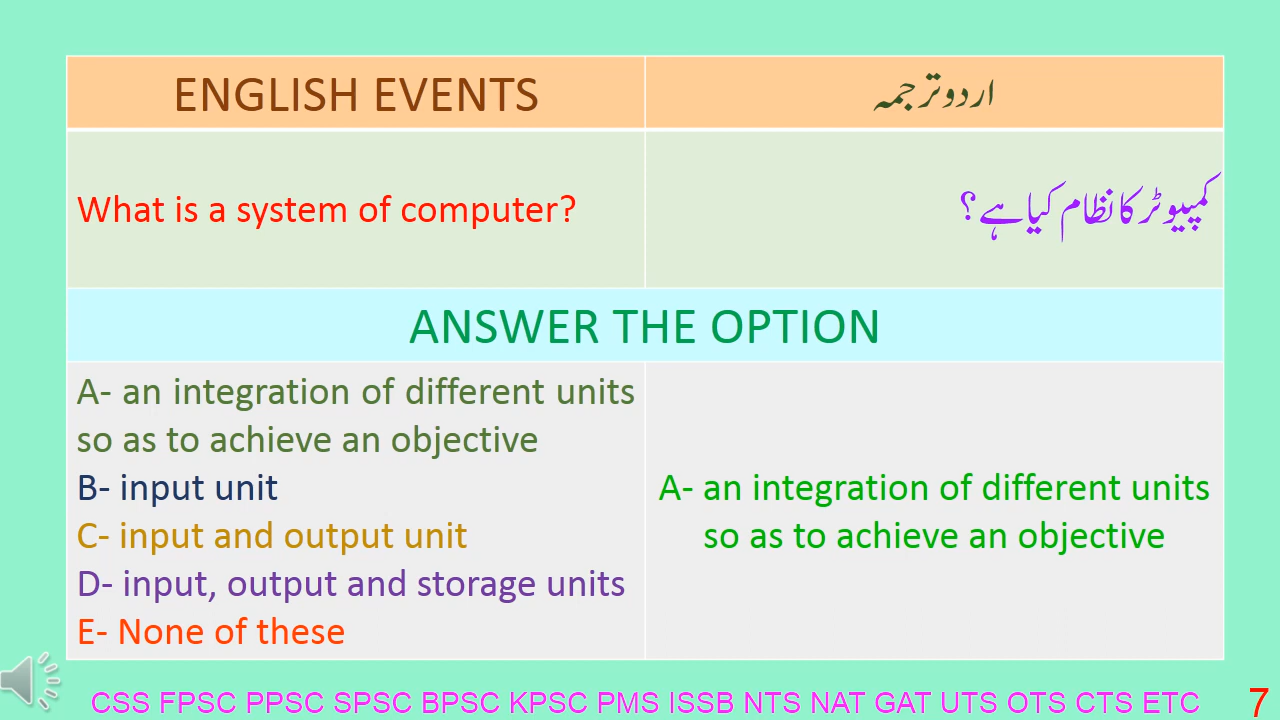 ENGLISH EVENTS
اردو ترجمہ
What is a system of computer?
کمپیوٹر کا نظام کیا ہے؟
ANSWER THE OPTION
A- an integration of different units
so as to achieve an objective
B- input unit
C- input and output unit
D- input, output and storage units
E- None of these
A- an integration of different units
so as to achieve an objective
CSS FPSC PPSC SPSC BPSC KPSC PMS ISSB NTS NAT GAT UTS OTS CTS ETC
7